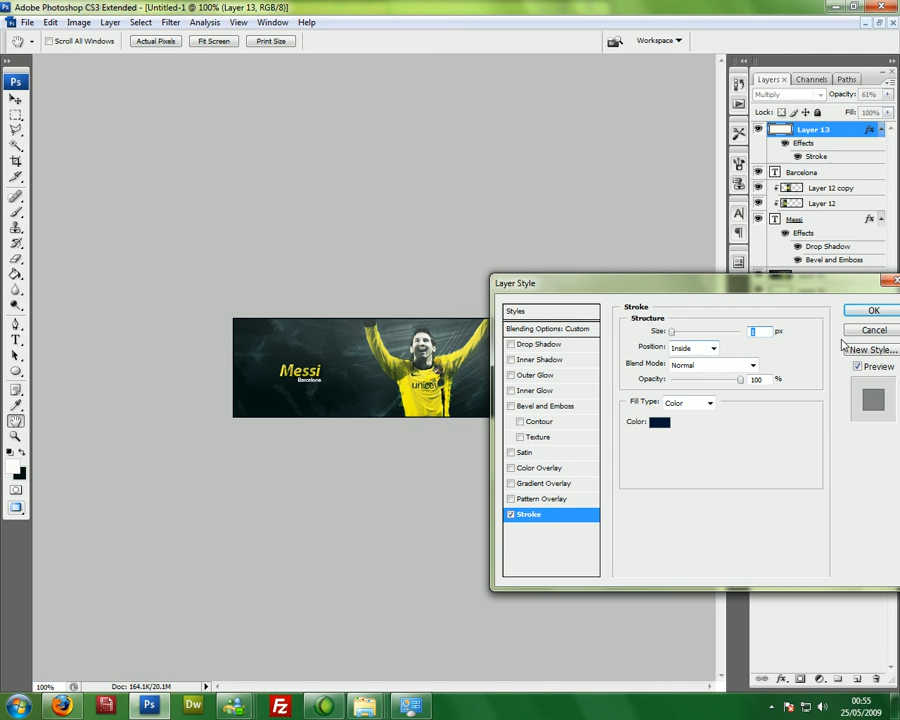 Adobe Photoshop CS3 Extended - [Untitled-1 @ 100% (Layer 13, RGB/8)]
File Edit Image Layer Select Filter Analysis View Window Help
Scroll All Windows Actual Pixels Fit Screen Print Size Workspace
Ps
Layers Channels Paths
Multiply Opacity: 61%
Lock: Fill: 100%
Layer 13 fx
Effects
Stroke
T Barcelona
Layer 12 copy
Layer 12
T Messi fx
Effects
Drop Shadow
Bevel and Emboss
Messi
Barcelona
unicef
Layer Style
Styles
Blending Options: Custom
Drop Shadow
Inner Shadow
Outer Glow
Inner Glow
Bevel and Emboss
Contour
Texture
Satin
Color Overlay
Gradient Overlay
Pattern Overlay
Stroke
Stroke
Structure
Size: px
Position: Inside
Blend Mode: Normal
Opacity: 100 %
Fill Type: Color
Color:
OK
Cancel
New Style...
Preview
100% Doc: 164.1K/20.1M
Ps Dw
00:55
25/05/2009